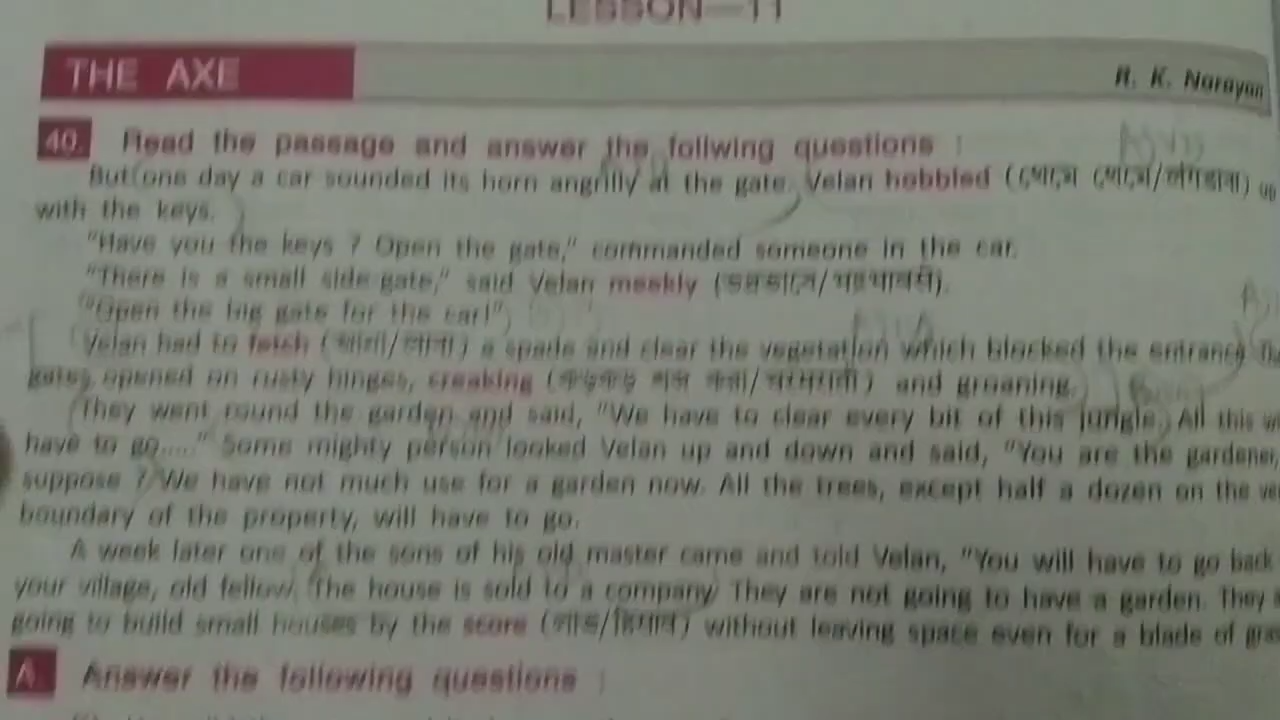 LESSON—11
THE AXE
R. K. Narayan
40. Read the passage and answer the follwing questions :
But one day a car sounded its horn angrilly at the gate. Velan hobbled (থেমে থেমে/
with the keys.
"Have you the keys ? Open the gate," commanded someone in the car.
"There is a small side-gate," said Velan meekly (
"Open the big gate for the car!"
Velan had to fetch (আনা/আনা) a spade and clear the vegetation which blocked the entrance.
gates opened on rusty hinges, creaking ( and groaning.
They went round the garden and said, "We have to clear every bit of this jungle. All this
have to go...." Some mighty person looked Velan up and down and said, "You are the gardener,
suppose ? We have not much use for a garden now. All the trees, except half a dozen on the
boundary of the property, will have to go.
A week later one of the sons of his old master came and told Velan, "You will have to go back
your village, old fellow. The house is sold to a company. They are not going to have a garden. They
going to build small houses by the score ( without leaving space even for a blade of
A. Answer the following questions :